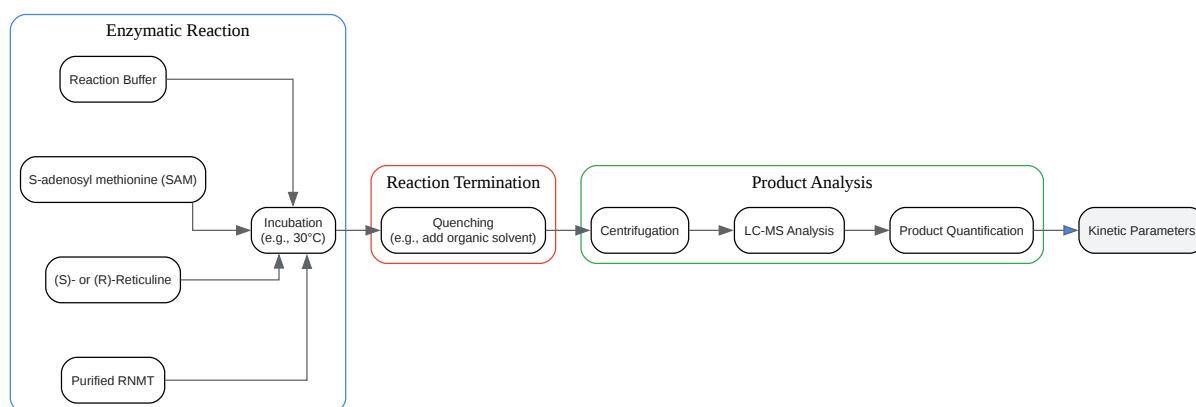 Enzymatic Reaction
Reaction Buffer
S-adenosyl methionine (SAM)
(S)- or (R)-Reticuline
Purified RNMT
Incubation
(e.g., 30°C)
Reaction Termination
Quenching
(e.g., add organic solvent)
Product Analysis
Centrifugation
LC-MS Analysis
Product Quantification
Kinetic Parameters